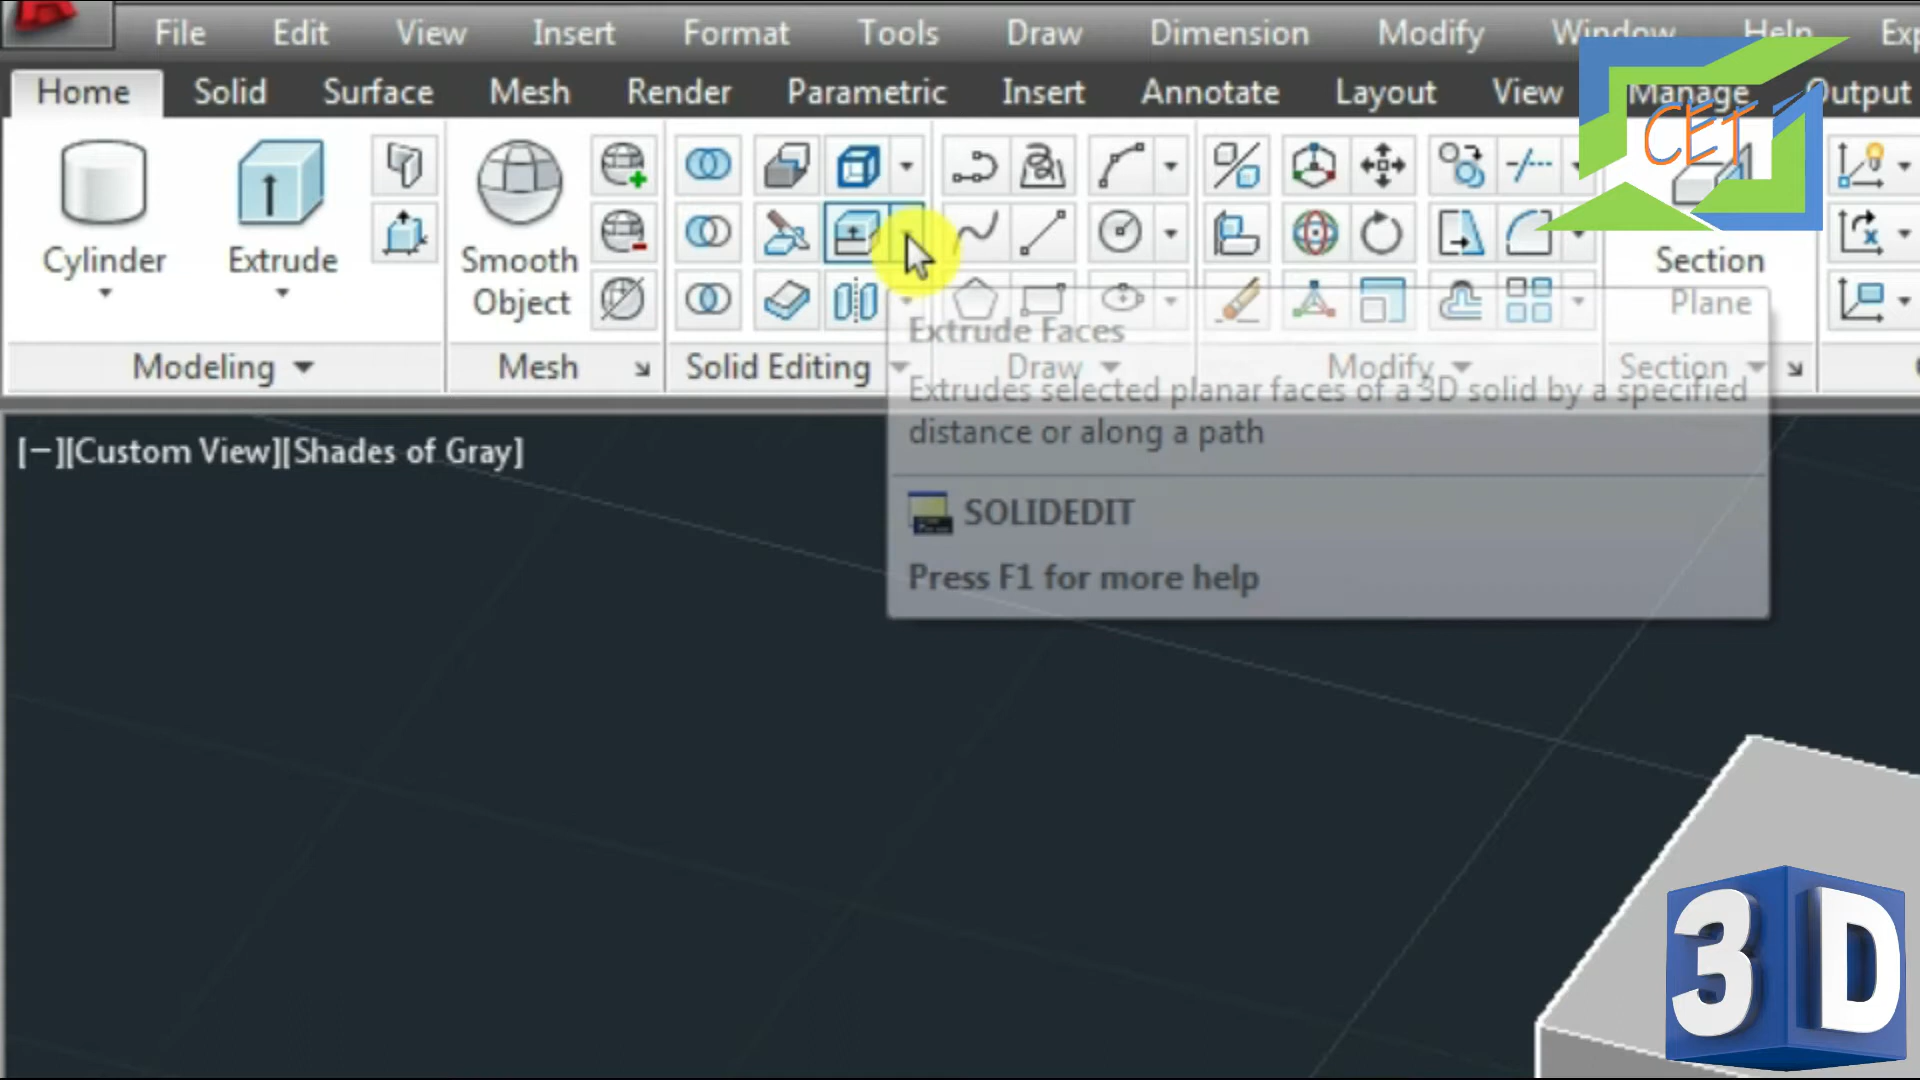 File Edit View Insert Format Tools Draw Dimension Modify Window Help Exp
Home Solid Surface Mesh Render Parametric Insert Annotate Layout View Manage Output
CET
Cylinder Extrude Smooth Object Section Plane
Modeling Mesh Solid Editing Draw Modify Section
Extrude Faces
Extrudes selected planar faces of a 3D solid by a specified
distance or along a path
[−][Custom View][Shades of Gray]
SOLIDEDIT
Press F1 for more help
3D